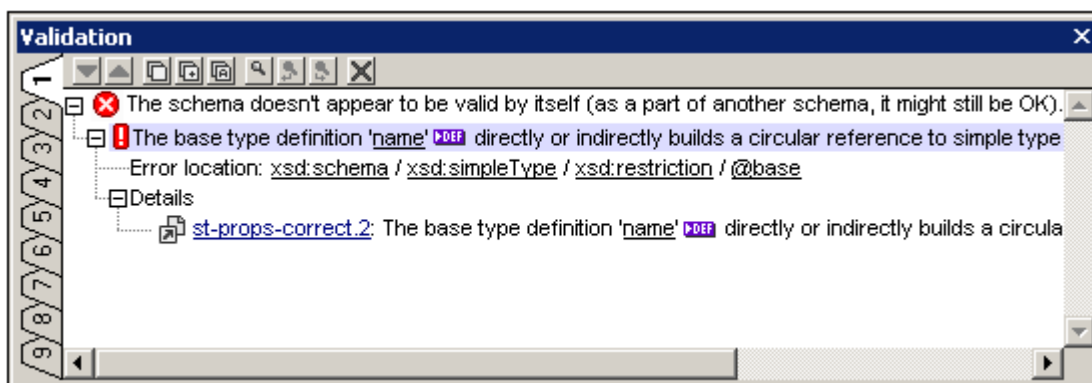 Validation
1
2
3
4
5
6
7
8
9
The schema doesn't appear to be valid by itself (as a part of another schema, it might still be OK).
The base type definition 'name' DEF directly or indirectly builds a circular reference to simple type
Error location: xsd:schema / xsd:simpleType / xsd:restriction / @base
Details
st-props-correct.2: The base type definition 'name' DEF directly or indirectly builds a circula